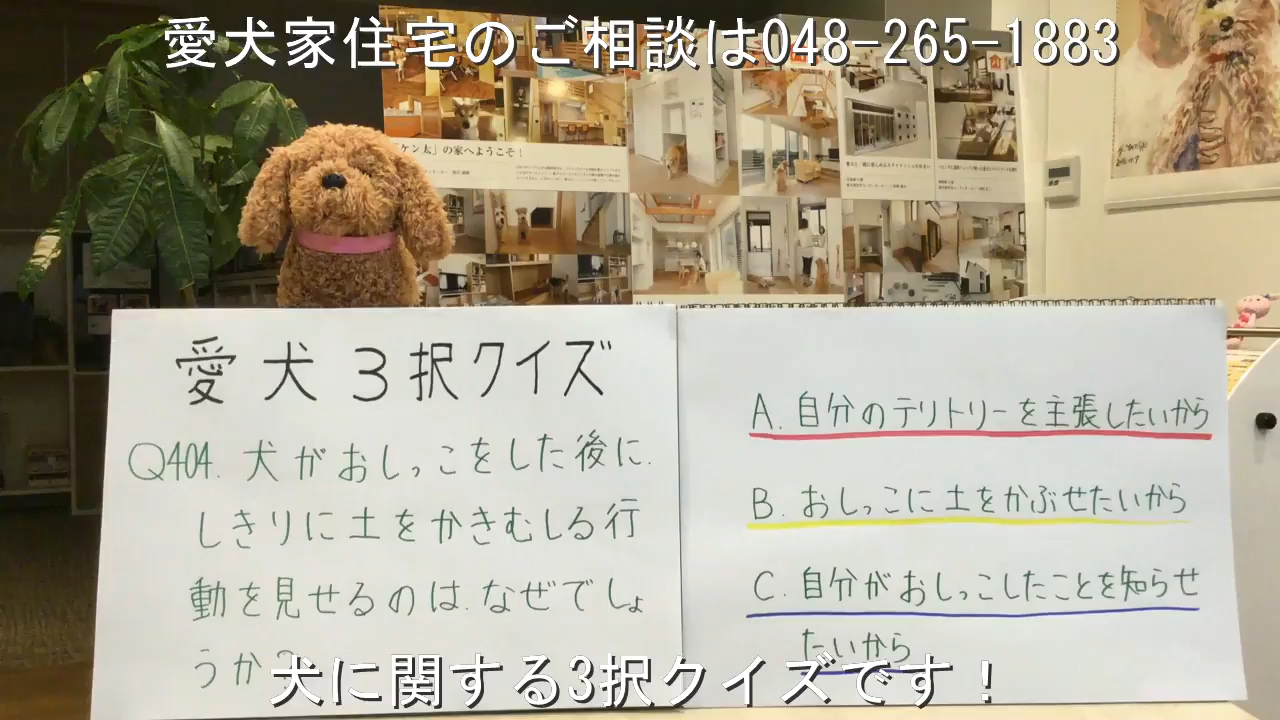 愛犬家住宅のご相談は048-265-1883
ケン太」の家へようこそ！
愛犬3択クイズ
Q404. 犬がおしっこをした後に.
しきりに土をかきむしる行
動を見せるのは.なぜでしょ
うか?
A. 自分のテリトリーを主張したいから
B. おしっこに土をかぶせたいから
C. 自分がおしっこしたことを知らせ
たいから
犬に関する3択クイズです！